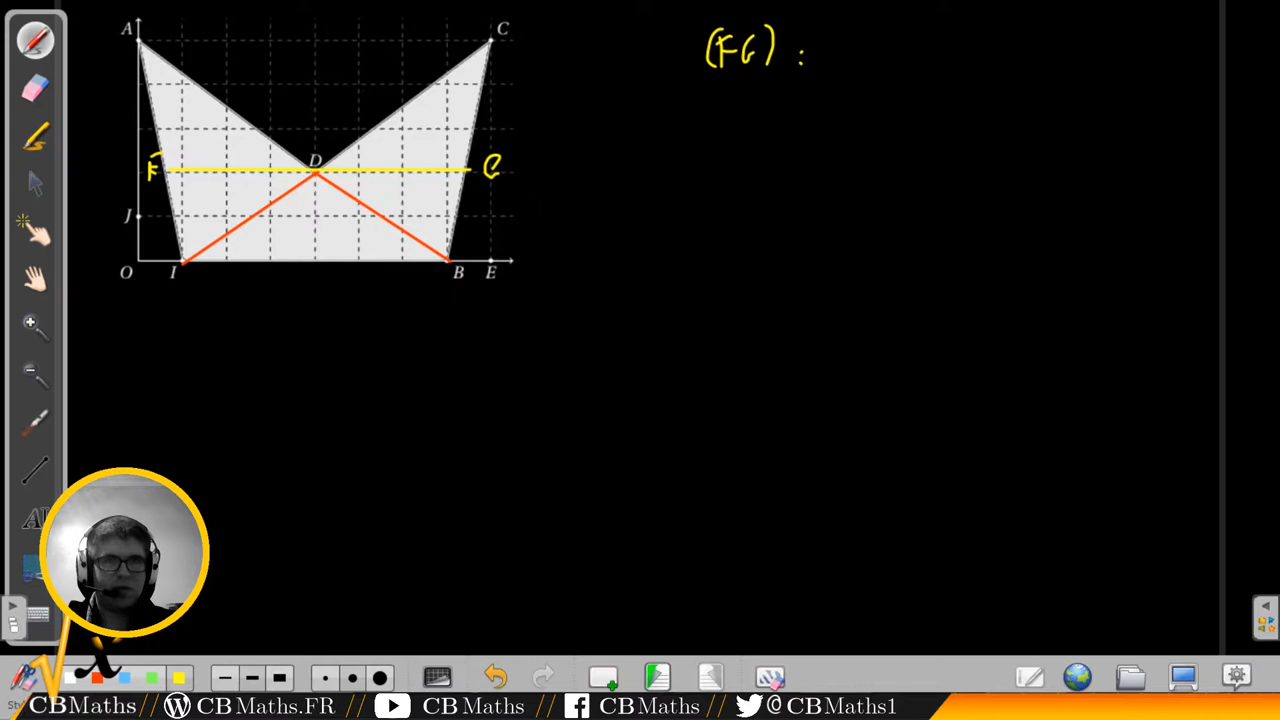 A
C
(FG) :
D
F
G
J
O
I
B
E
CBMaths
CBMaths.FR
CBMaths
CBMaths
@CBMaths1